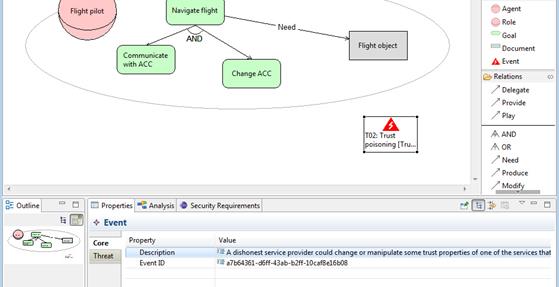 Flight pilot
Navigate flight
Need
AND
Communicate
with ACC
Change ACC
Flight object
T02: Trust
poisoning [Tru...
Agent
Role
Goal
Document
Event
Relations
Delegate
Provide
Play
AND
OR
Need
Produce
Modify
Outline
Properties
Analysis
Security Requirements
Event
Core
Threat
Property
Value
Description
A dishonest service provider could change or manipulate some trust properties of one of the services that
Event ID
a7b64361-d6ff-43ab-b2ff-10caf8e16b08